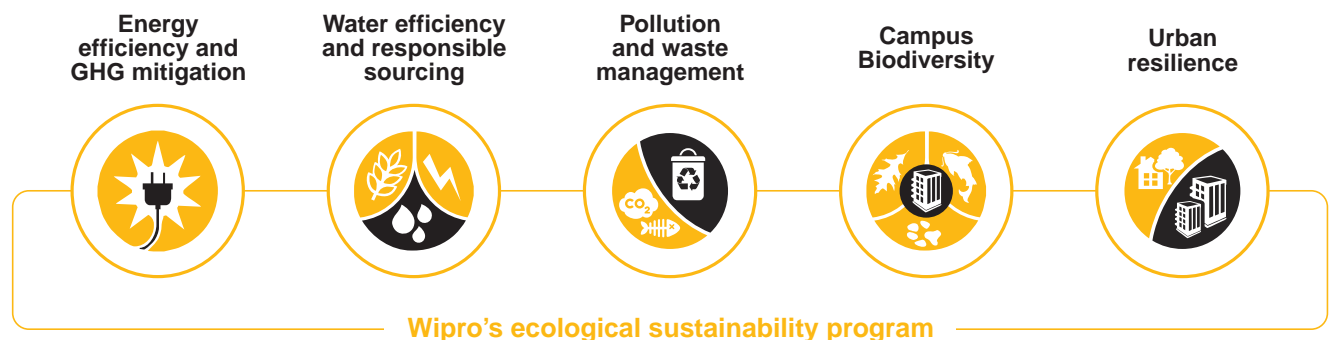 Energy
efficiency and
GHG mitigation
Water efficiency
and responsible
sourcing
Pollution
and waste
management
Campus
Biodiversity
Urban
resilience
CO2
Wipro's ecological sustainability program